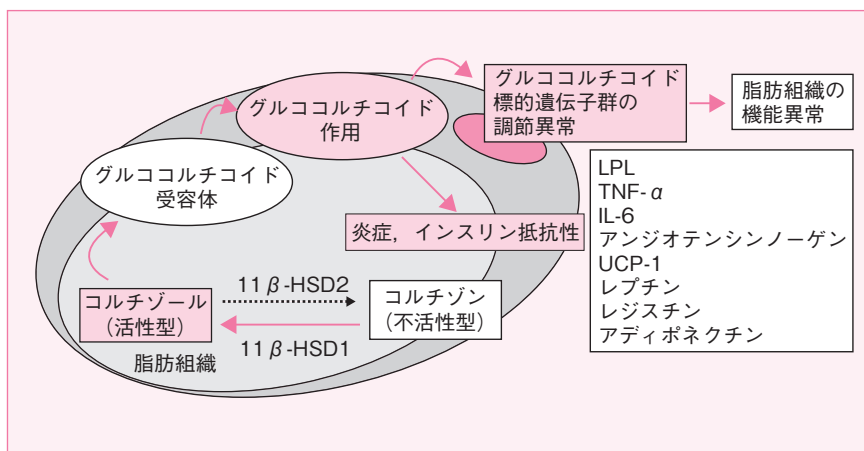 グルココルチコイド
標的遺伝子群の
調節異常
脂肪組織の
機能異常
グルココルチコイド
作用
グルココルチコイド
受容体
LPL
TNF-α
IL-6
アンジオテンシンノーゲン
UCP-1
レプチン
レジスチン
アディポネクチン
炎症，インスリン抵抗性
11β-HSD2
コルチゾール
（活性型）
コルチゾン
（不活性型）
11β-HSD1
脂肪組織